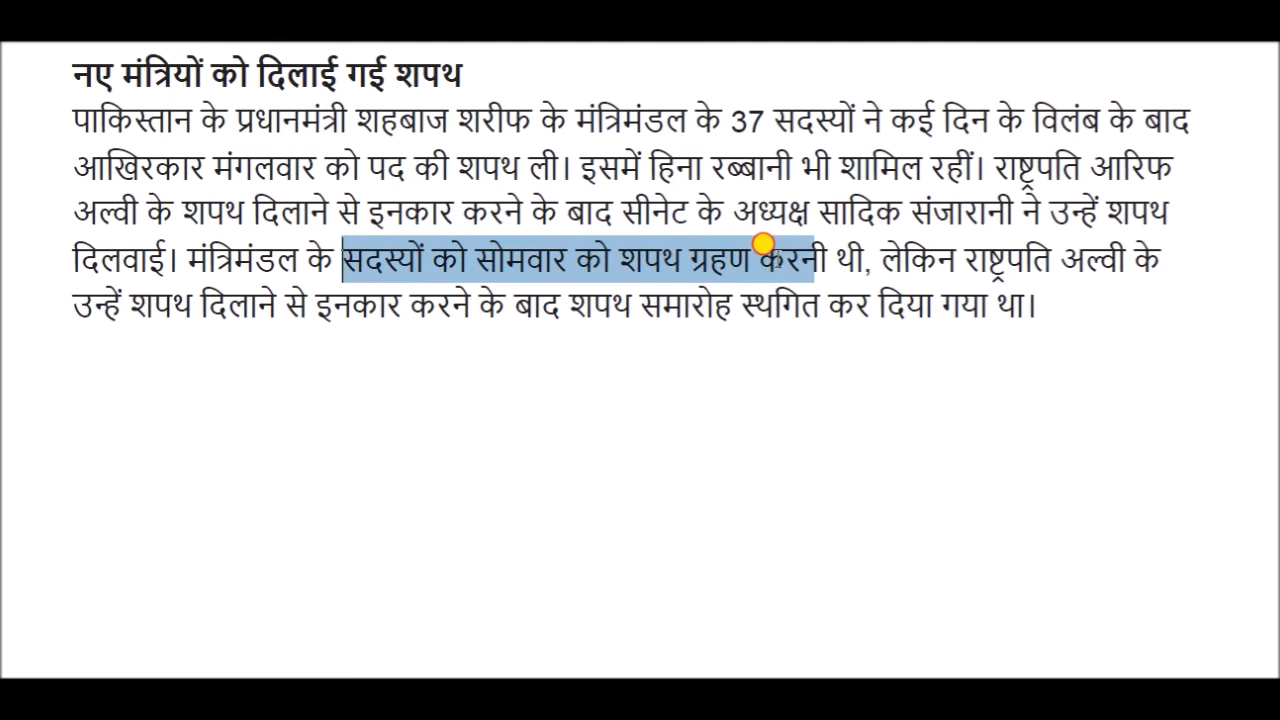 नए मंत्रियों को दिलाई गई शपथ
पाकिस्तान के प्रधानमंत्री शहबाज शरीफ के मंत्रिमंडल के 37 सदस्यों ने कई दिन के विलंब के बाद
आखिरकार मंगलवार को पद की शपथ ली। इसमें हिना रब्बानी भी शामिल रहीं। राष्ट्रपति आरिफ
अल्वी के शपथ दिलाने से इनकार करने के बाद सीनेट के अध्यक्ष सादिक संजारानी ने उन्हें शपथ
दिलवाई। मंत्रिमंडल के सदस्यों को सोमवार को शपथ ग्रहण करनी थी, लेकिन राष्ट्रपति अल्वी के
उन्हें शपथ दिलाने से इनकार करने के बाद शपथ समारोह स्थगित कर दिया गया था।